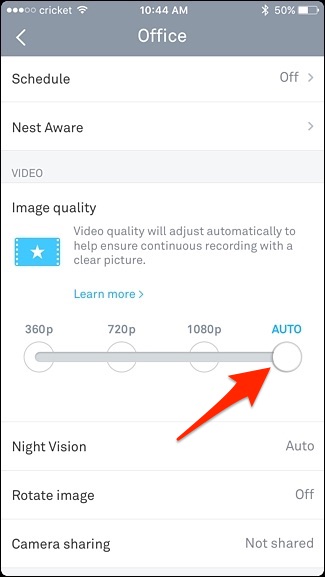 cricket 10:44 AM 50%
Office
Schedule Off
Nest Aware
VIDEO
Image quality
Video quality will adjust automatically to
help ensure continuous recording with a
clear picture.
Learn more
360p 720p 1080p AUTO
Night Vision Auto
Rotate image Off
Camera sharing Not shared